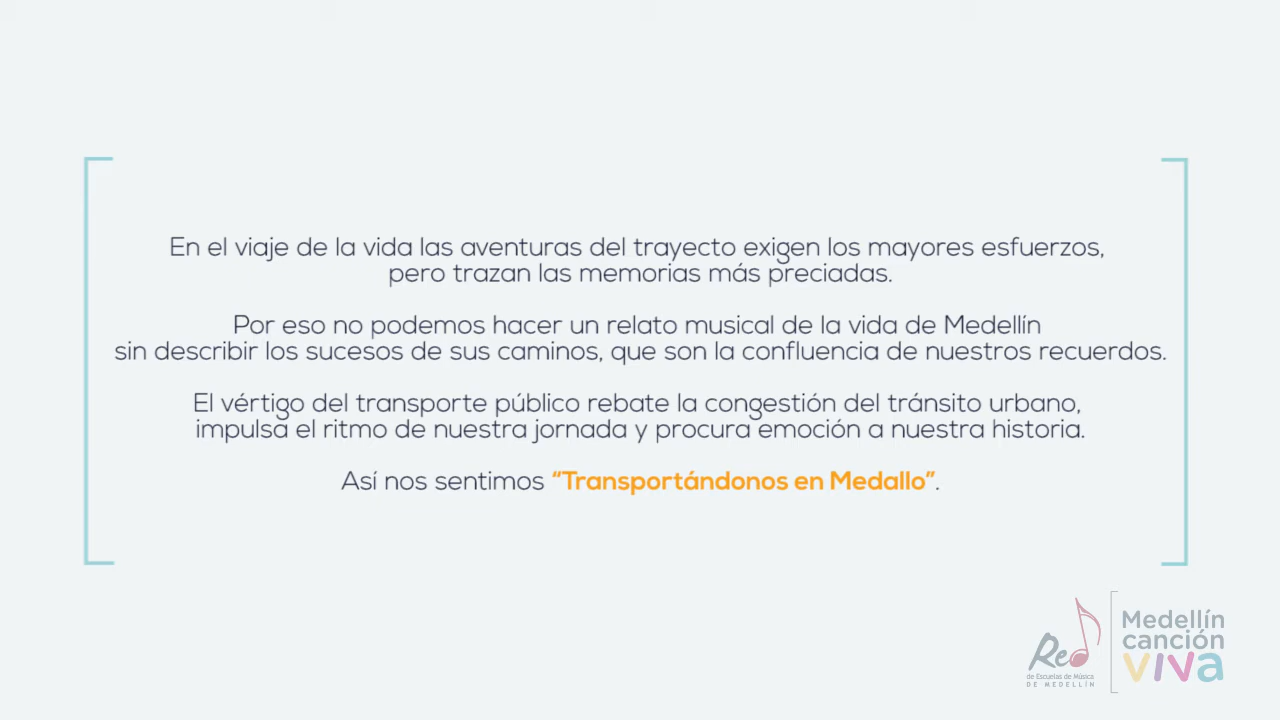 En el viaje de la vida las aventuras del trayecto exigen los mayores esfuerzos,
pero trazan las memorias más preciadas.
Por eso no podemos hacer un relato musical de la vida de Medellín
sin describir los sucesos de sus caminos, que son la confluencia de nuestros recuerdos.
El vértigo del transporte público rebate la congestión del tránsito urbano,
impulsa el ritmo de nuestra jornada y procura emoción a nuestra historia.
Así nos sentimos “Transportándonos en Medallo”.
Red
de Escuelas de Música
DE MEDELLÍN
Medellín
canción
viva